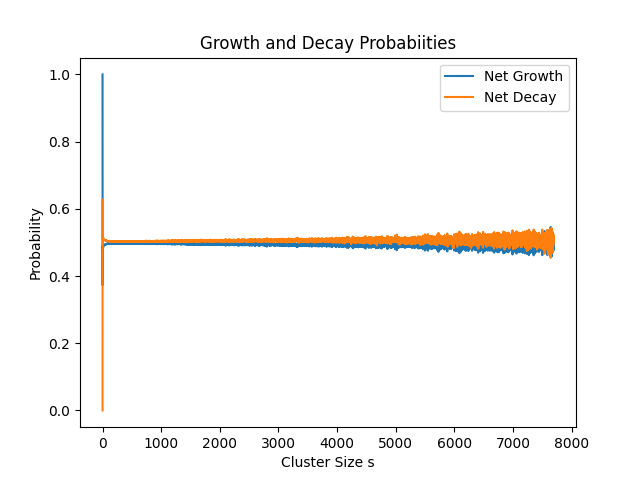 Growth and Decay Probabiities
Net Growth
Net Decay
1.0
0.8
0.6
0.4
0.2
0.0
Probability
0 1000 2000 3000 4000 5000 6000 7000 8000
Cluster Size s